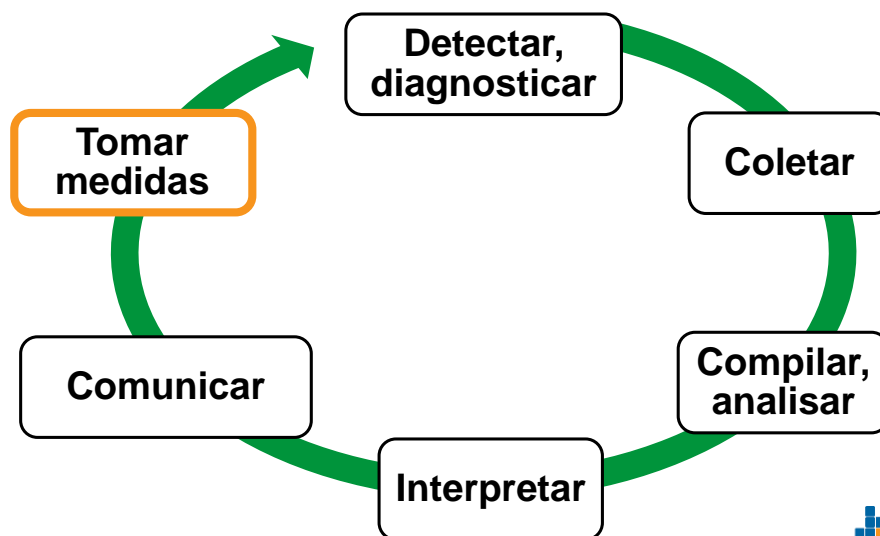 Detectar,
diagnosticar
Coletar
Compilar,
analisar
Interpretar
Comunicar
Tomar
medidas